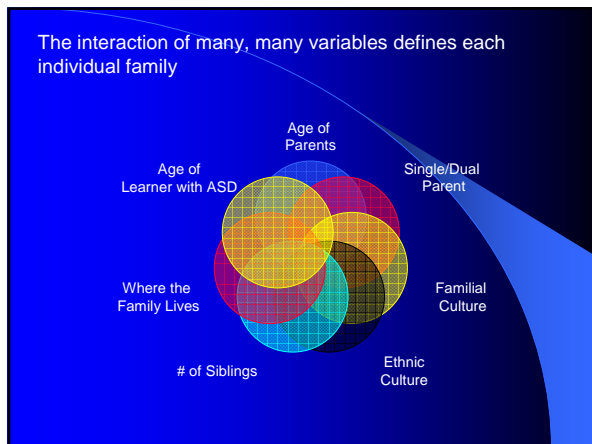 The interaction of many, many variables defines each
individual family
Age of
Parents
Single/Dual
Parent
Familial
Culture
Ethnic
Culture
# of Siblings
Where the
Family Lives
Age of
Learner with ASD